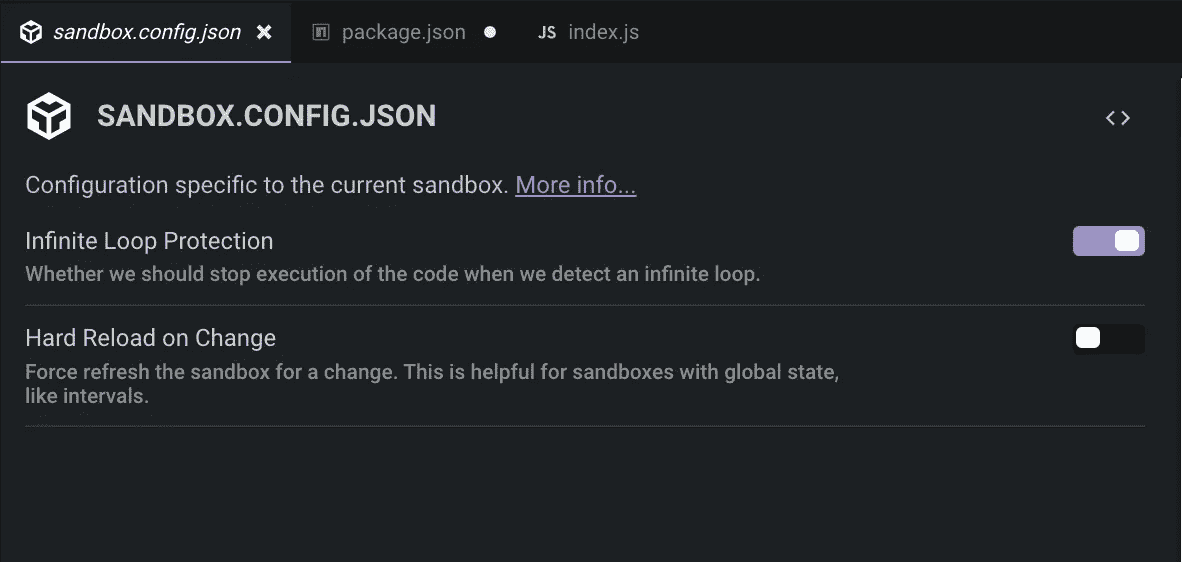 sandbox.config.json package.json JS index.js
SANDBOX.CONFIG.JSON
Configuration specific to the current sandbox. More info...
Infinite Loop Protection
Whether we should stop execution of the code when we detect an infinite loop.
Hard Reload on Change
Force refresh the sandbox for a change. This is helpful for sandboxes with global state,
like intervals.